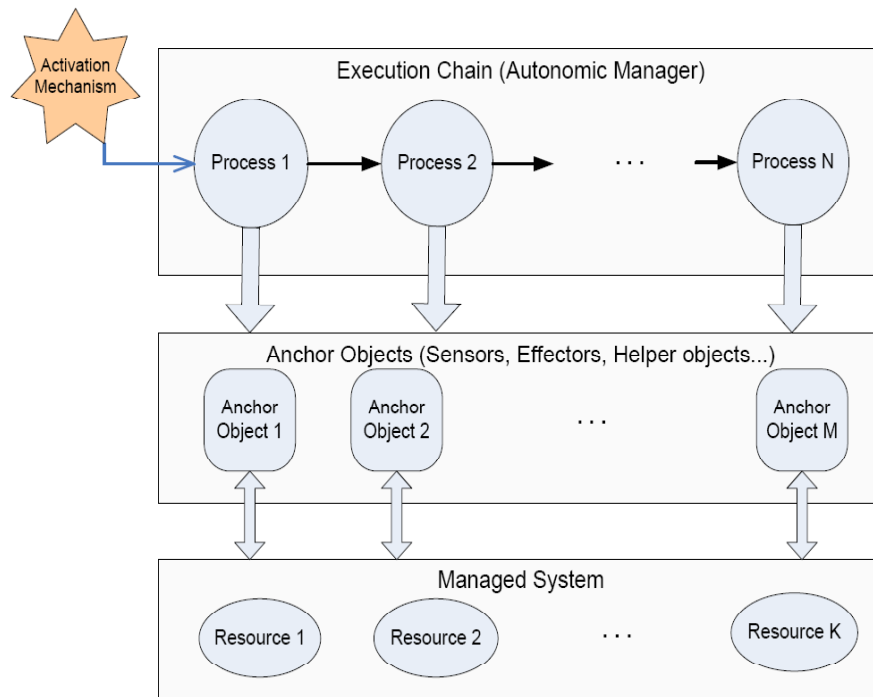 Activation
Mechanism
Execution Chain (Autonomic Manager)
Process 1
Process 2
. . .
Process N
Anchor Objects (Sensors, Effectors, Helper objects...)
Anchor
Object 1
Anchor
Object 2
. . .
Anchor
Object M
Managed System
Resource 1
Resource 2
. . .
Resource K